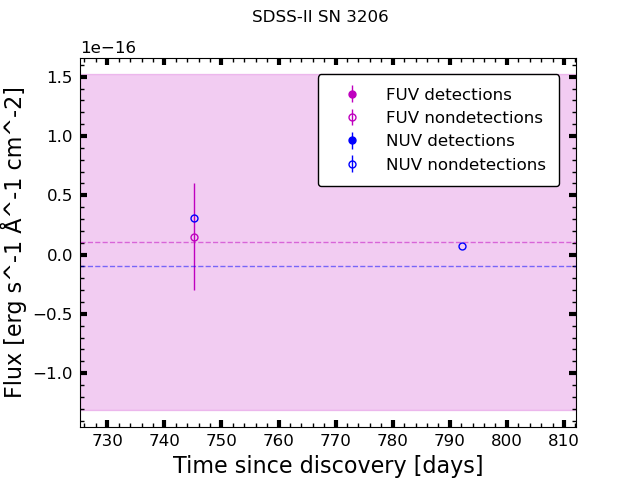 SDSS-II SN 3206
1e−16
1.5
1.0
0.5
0.0
−0.5
−1.0
Flux [erg s^-1 Å^-1 cm^-2]
FUV detections
FUV nondetections
NUV detections
NUV nondetections
730 740 750 760 770 780 790 800 810
Time since discovery [days]